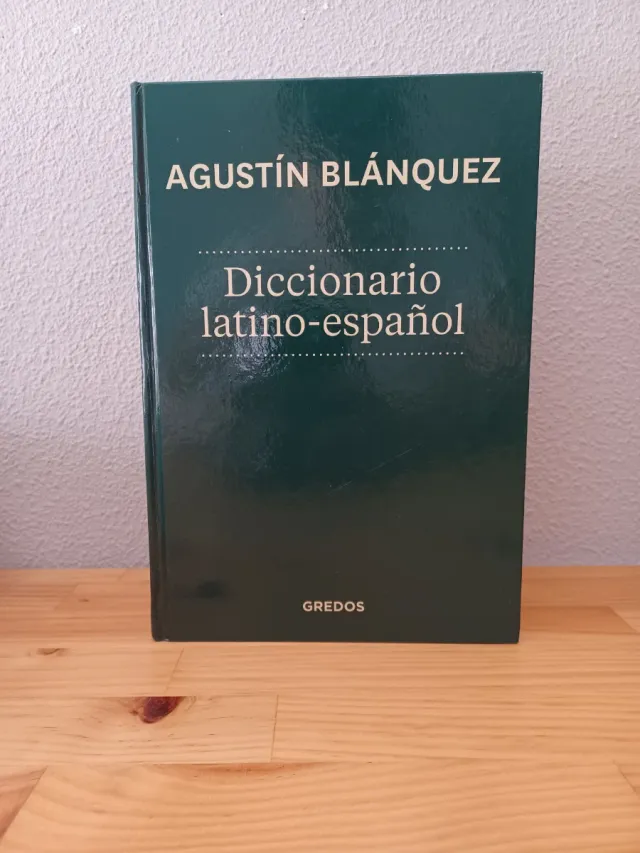 AGUSTÍN BLÁNQUEZ
Diccionario
latino-español
GREDOS